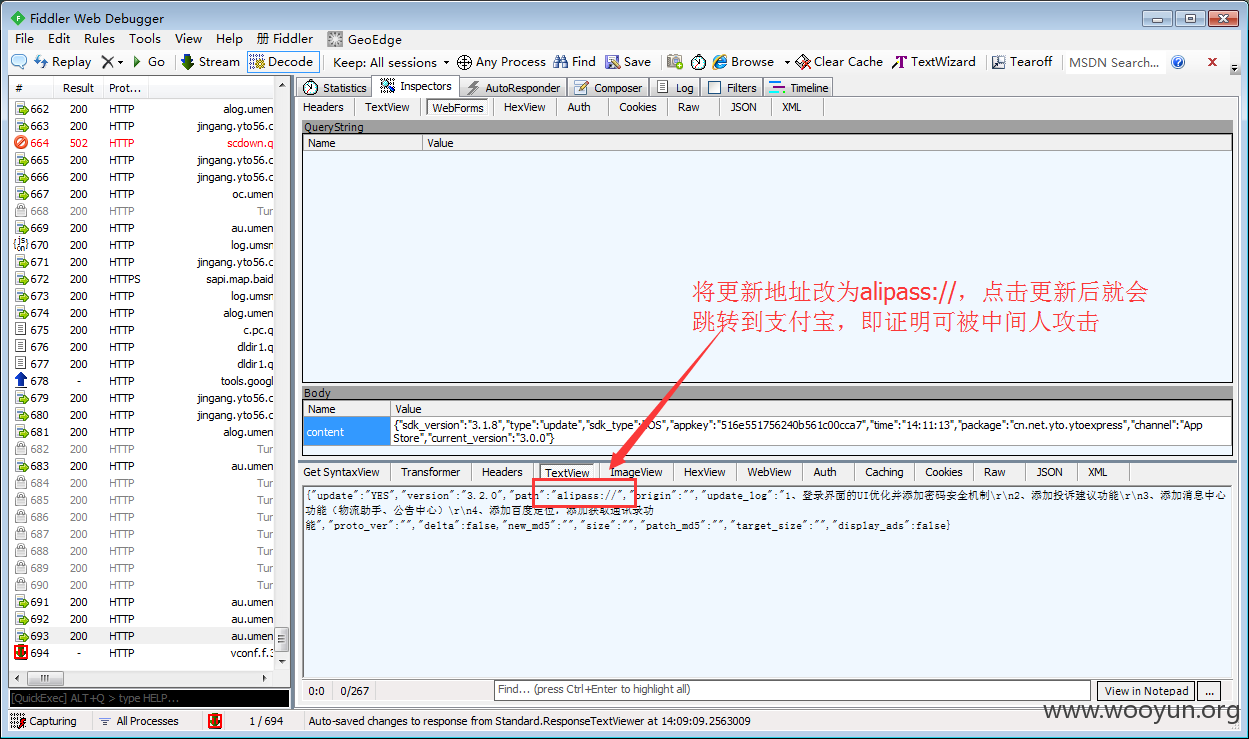 Fiddler Web Debugger
File Edit Rules Tools View Help 册 Fiddler GeoEdge
Replay Go Stream Decode Keep: All sessions Any Process Find Save Browse Clear Cache TextWizard Tearoff MSDN Search...
# Result Prot...
Statistics Inspectors AutoResponder Composer Log Filters Timeline
Headers TextView WebForms HexView Auth Cookies Raw JSON XML
QueryString
Name Value
662 200 HTTP alog.umen
663 200 HTTP jingang.yto56.c
664 502 HTTP scdown.q
665 200 HTTP jingang.yto56.c
666 200 HTTP jingang.yto56.c
667 200 HTTP oc.umen
668 200 HTTP Tur
669 200 HTTP au.umen
670 200 HTTP log.umsn
671 200 HTTP jingang.yto56.c
672 200 HTTPS sapi.map.baid
673 200 HTTP log.umsn
674 200 HTTP alog.umen
675 200 HTTP c.pc.q
676 200 HTTP dldir1.q
677 200 HTTP dldir1.q
678 - HTTP tools.googl
679 200 HTTP jingang.yto56.c
680 200 HTTP jingang.yto56.c
681 200 HTTP alog.umen
682 200 HTTP Tur
683 200 HTTP au.umen
684 200 HTTP Tur
685 200 HTTP Tur
686 200 HTTP Tur
687 200 HTTP Tur
688 200 HTTP Tur
689 200 HTTP Tur
690 200 HTTP Tur
691 200 HTTP au.umen
692 200 HTTP au.umen
693 200 HTTP au.umen
694 - HTTP vconf.f.3
将更新地址改为alipass://，点击更新后就会
跳转到支付宝，即证明可被中间人攻击
Body
Name Value
content
{"sdk_version":"3.1.8","type":"update","sdk_type":"iOS","appkey":"516e551756240b561c00cca7","time":"14:11:13","package":"cn.net.yto.ytoexpress","channel":"App
Store","current_version":"3.0.0"}
Get SyntaxView Transformer Headers TextView ImageView HexView WebView Auth Caching Cookies Raw JSON XML
{"update":"YES","version":"3.2.0","path":"alipass://","origin":"","update_log":"1、登录界面的UI优化并添加密码安全机制\r\n2、添加投诉建议功能\r\n3、添加消息中心
功能（物流助手、公告中心）\r\n4、添加百度定位，添加获取通讯录功
能","proto_ver":"","delta":false,"new_md5":"","size":"","patch_md5":"","target_size":"","display_ads":false}
0:0 0/267 Find... (press Ctrl+Enter to highlight all) View in Notepad ...
[QuickExec] ALT+Q > type HELP...
Capturing All Processes 1 / 694 Auto-saved changes to response from Standard.ResponseTextViewer at 14:09:09.2563009
www.wooyun.org